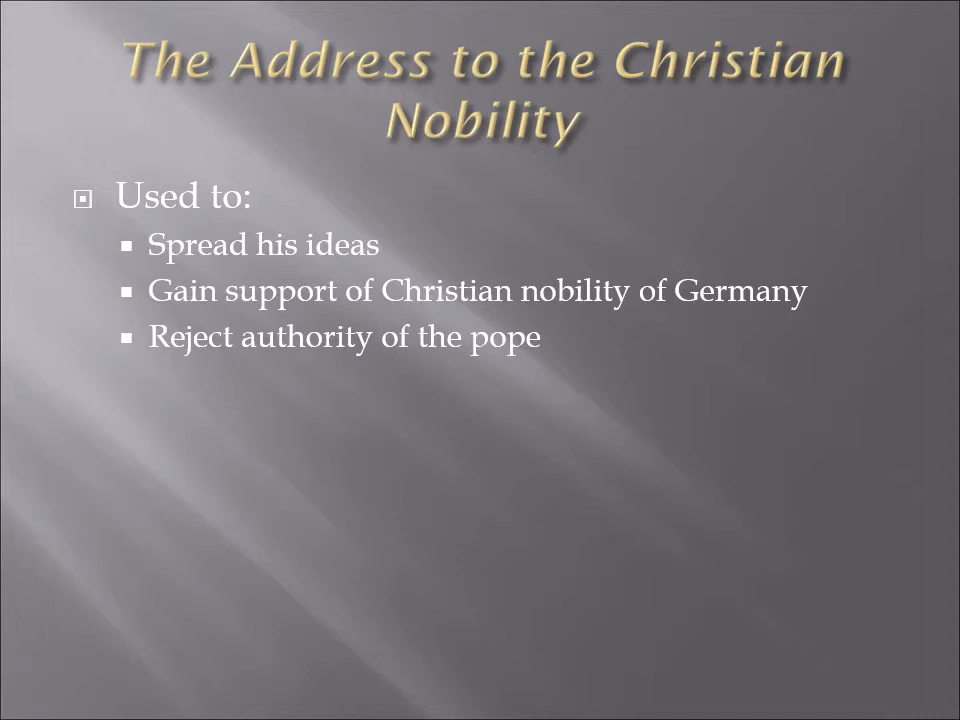 The Address to the Christian
Nobility
Used to:
Spread his ideas
Gain support of Christian nobility of Germany
Reject authority of the pope